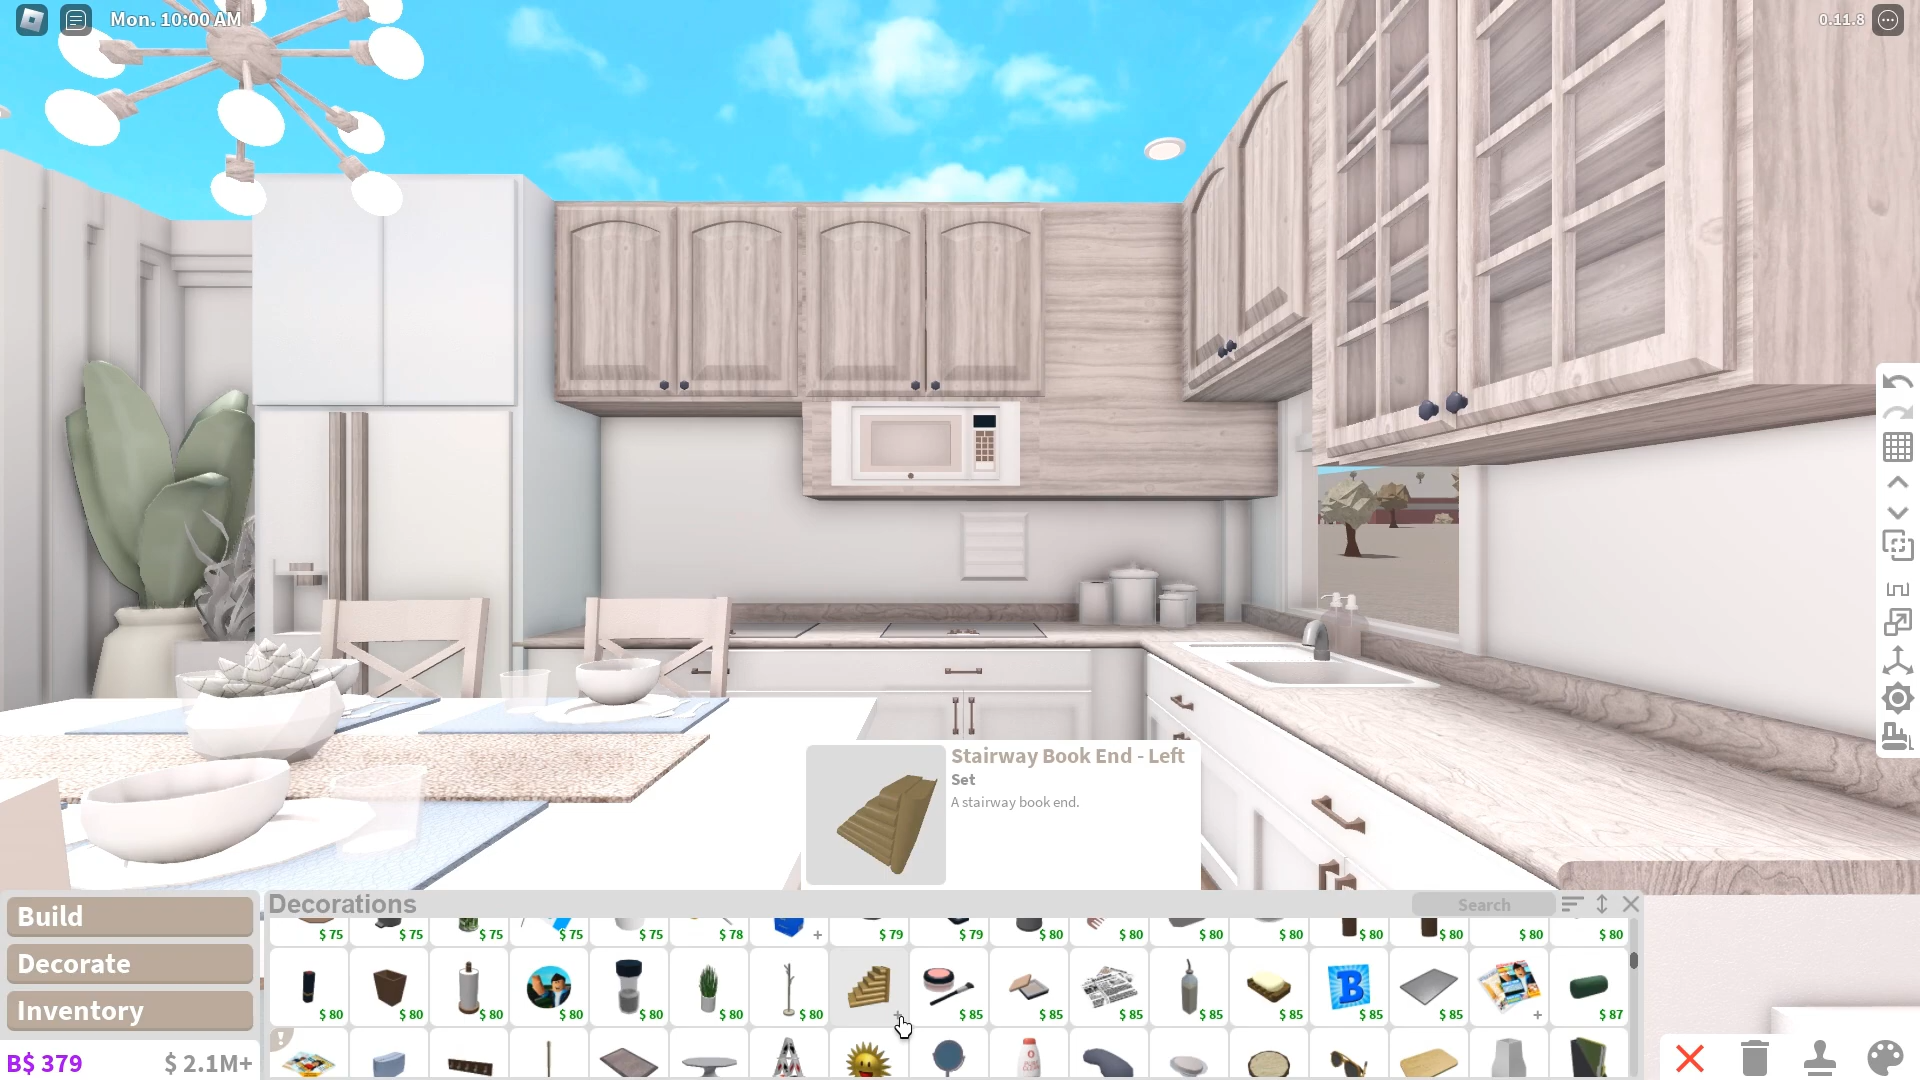 Mon. 10:00 AM
0.11.8
Stairway Book End - Left
Set
A stairway book end.
Build
Decorate
Inventory
B$ 379
$ 2.1M+
Decorations
Search
$ 75 $ 75 $ 75 $ 75 $ 75 $ 78 + $ 79 $ 79 $ 80 $ 80 $ 80 $ 80 $ 80 $ 80 $ 80 $ 80
$ 80 $ 80 $ 80 $ 80 $ 80 $ 80 $ 80 + $ 85 $ 85 $ 85 $ 85 $ 85 $ 85 $ 85 + $ 87
B
!
A